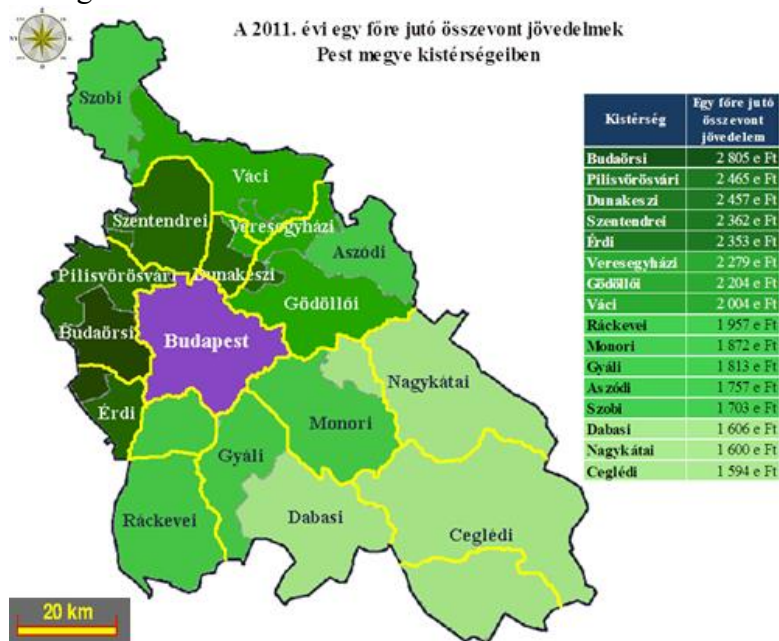 A 2011. évi egy főre jutó összevont jövedelmek
Pest megye kistérségeiben
Kistérség Egy főre jutó összevont jövedelem
Budaörsi 2 805 e Ft
Pilisvörösvári 2 465 e Ft
Dunakeszi 2 457 e Ft
Szentendrei 2 362 e Ft
Érdi 2 353 e Ft
Veresegyházi 2 279 e Ft
Gödöllői 2 204 e Ft
Váci 2 004 e Ft
Ráckevei 1 957 e Ft
Monori 1 872 e Ft
Gyáli 1 813 e Ft
Aszódi 1 757 e Ft
Szobi 1 703 e Ft
Dabasi 1 606 e Ft
Nagykátai 1 600 e Ft
Ceglédi 1 594 e Ft
Szobi
Váci
Szentendrei
Veresegyházi
Aszódi
Pilisvörösvári
Dunakeszi
Gödöllői
Budaörsi
Budapest
Nagykátai
Érdi
Monori
Gyáli
Ráckevei
Dabasi
Ceglédi
20 km